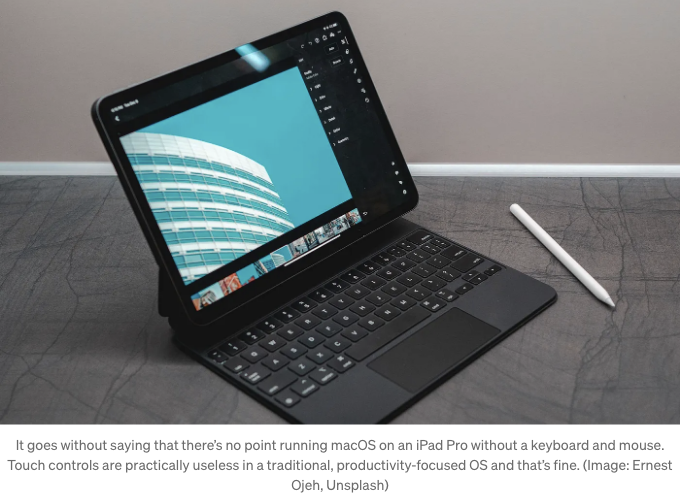 It goes without saying that there’s no point running macOS on an iPad Pro without a keyboard and mouse.
Touch controls are practically useless in a traditional, productivity-focused OS and that’s fine. (Image: Ernest
Ojeh, Unsplash)